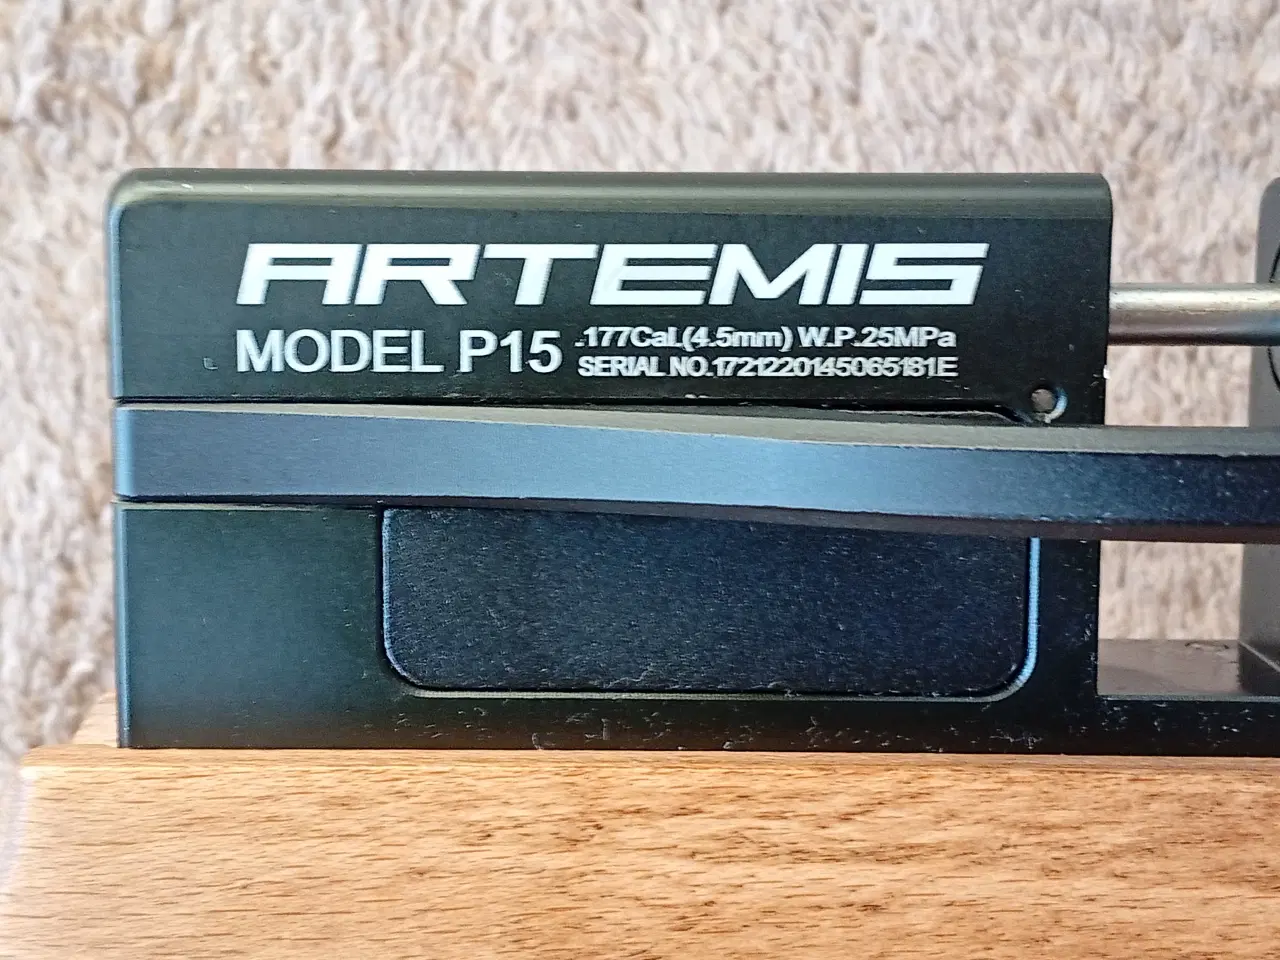 ARTEMIS
MODEL P15
.177Cal.(4.5mm) W.P.25MPa
SERIAL NO.1721220145065181E